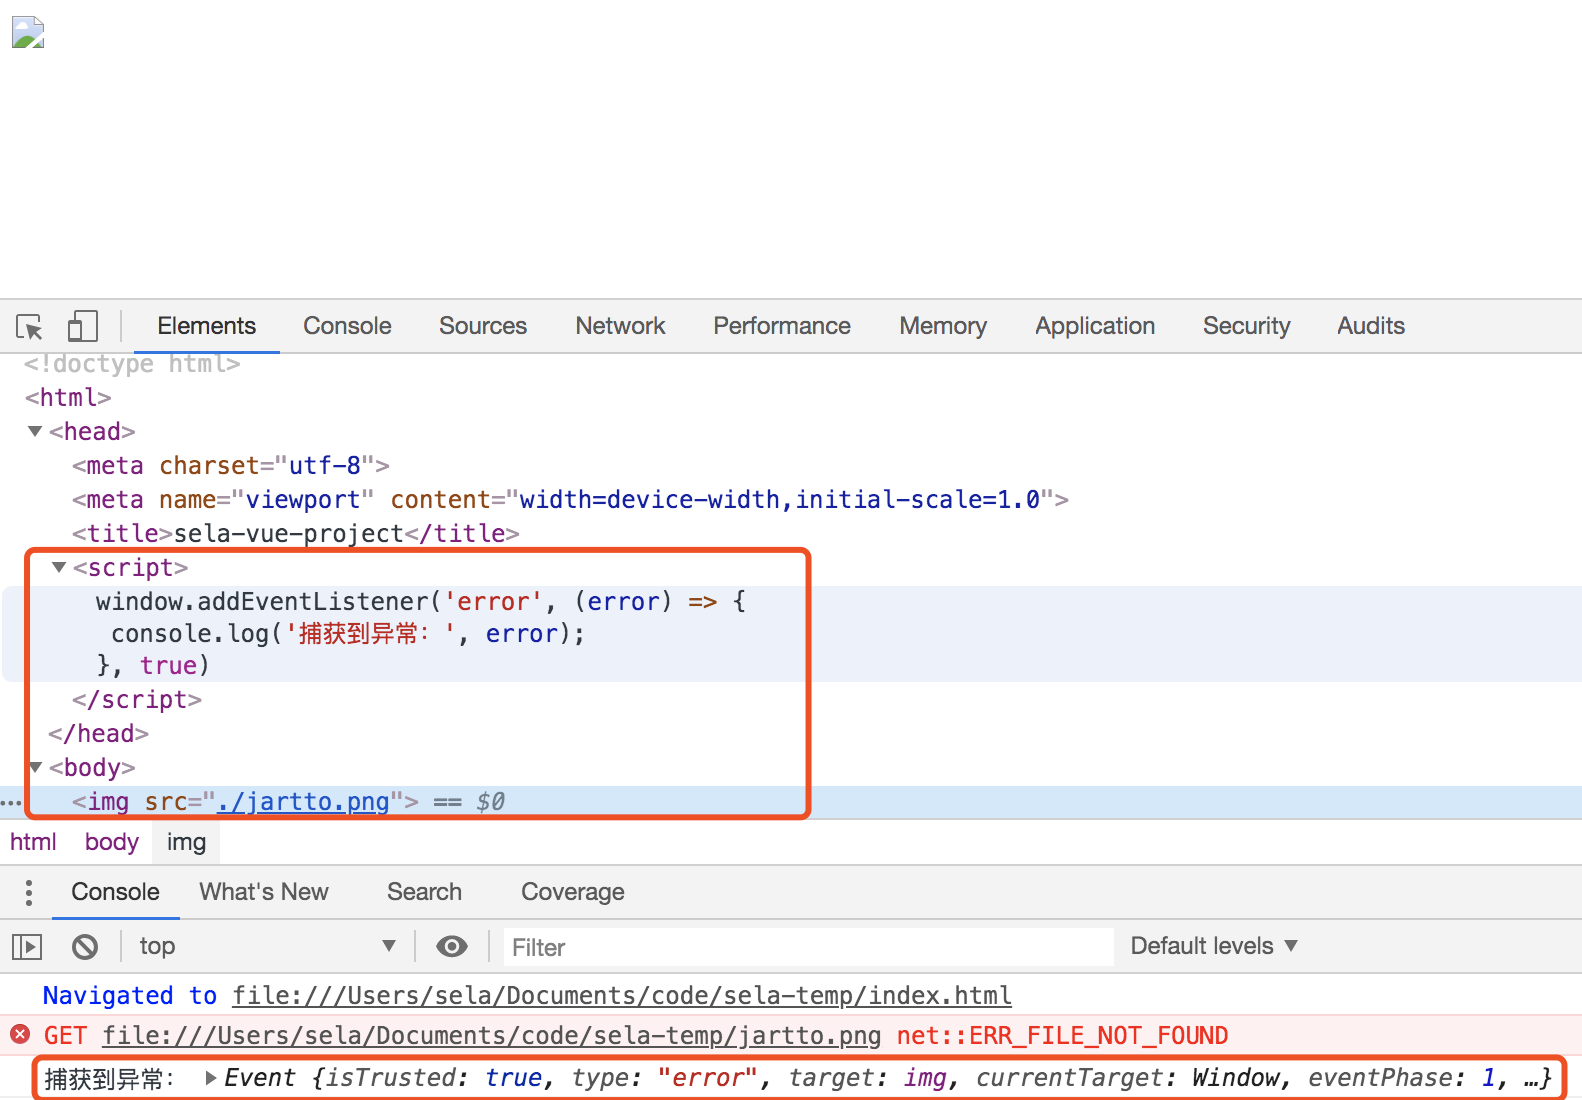 Elements Console Sources Network Performance Memory Application Security Audits
<!doctype html>
<html>
<head>
<meta charset="utf-8">
<meta name="viewport" content="width=device-width,initial-scale=1.0">
<title>sela-vue-project</title>
<script>
window.addEventListener('error', (error) => {
console.log('捕获到异常：', error);
}, true)
</script>
</head>
<body>
<img src="./jartto.png"> == $0
html body img
Console What's New Search Coverage
top Filter Default levels
Navigated to file:///Users/sela/Documents/code/sela-temp/index.html
GET file:///Users/sela/Documents/code/sela-temp/jartto.png net::ERR_FILE_NOT_FOUND
捕获到异常： Event {isTrusted: true, type: "error", target: img, currentTarget: Window, eventPhase: 1, …}